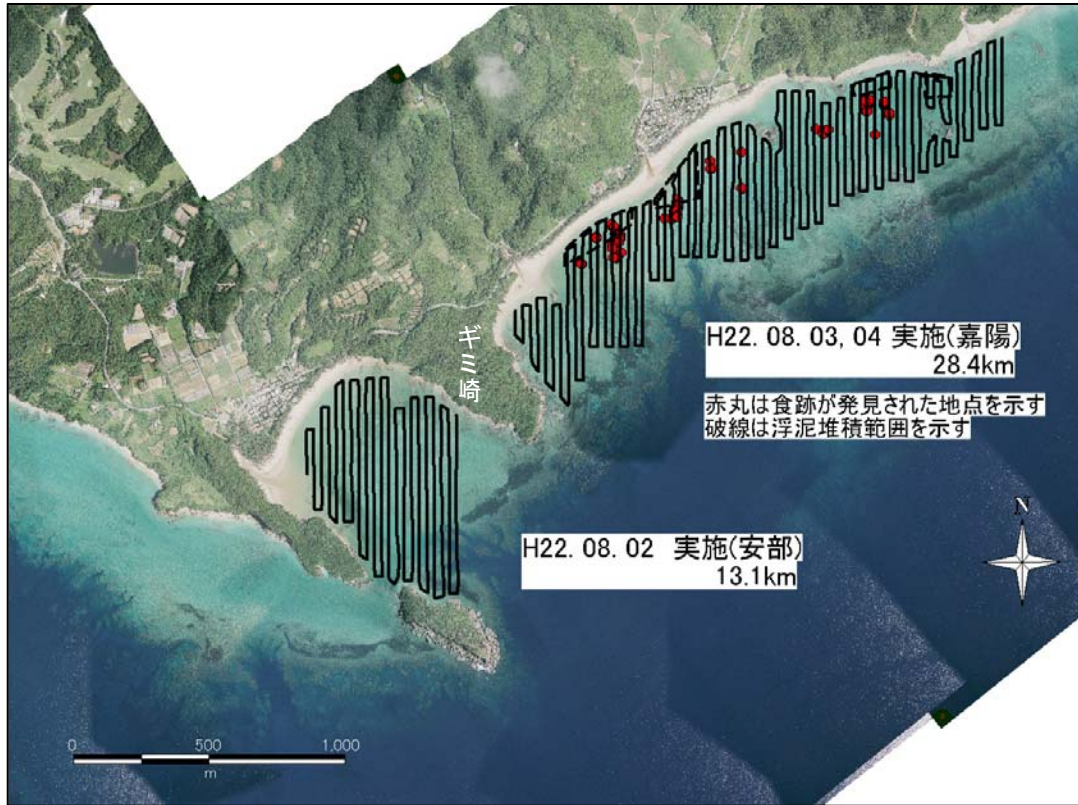 ギミ崎
H22. 08. 03, 04 実施(嘉陽)
28.4km
赤丸は食跡が発見された地点を示す
破線は浮泥堆積範囲を示す
H22. 08. 02 実施(安部)
13.1km
N
0 500 1,000
m